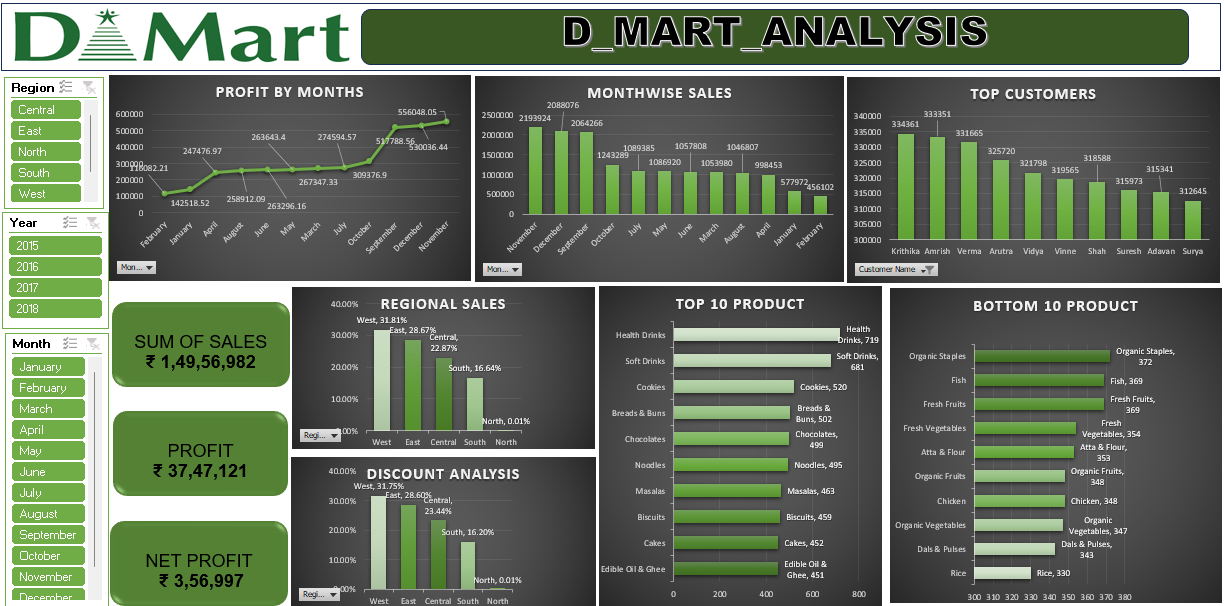 D Mart
D_MART_ANALYSIS
Region
Central
East
North
South
West
Year
2015
2016
2017
2018
Month
January
February
March
April
May
June
July
August
September
October
November
December
PROFIT BY MONTHS
600000
500000
400000
300000
200000
100000
0
142518.52
247476.97
258912.09
263643.4
263296.16
267347.33
274594.57
309376.9
517788.56
530036.44
556048.05
February
January
April
August
June
May
March
July
October
September
December
November
Mon...
MONTHWISE SALES
2500000
2000000
1500000
1000000
500000
0
2193924
2088076
2064266
1243289
1089385
1086920
1057808
1053980
1046807
998453
577972
456102
November
December
September
October
July
May
June
March
August
April
January
February
Mon...
TOP CUSTOMERS
340000
335000
330000
325000
320000
315000
310000
305000
300000
334361
333351
331665
325720
321798
319565
318588
315973
315341
312645
Krithika
Amrish
Verma
Arutra
Vidya
Vinne
Shah
Suresh
Adavan
Surya
Customer Name
SUM OF SALES
₹ 1,49,56,982
PROFIT
₹ 37,47,121
NET PROFIT
₹ 3,56,997
REGIONAL SALES
40.00%
30.00%
20.00%
10.00%
0.00%
West, 31.81%
East, 28.67%
Central,
22.87%
South, 16.64%
North, 0.01%
West
East
Central
South
North
Regi...
DISCOUNT ANALYSIS
40.00%
30.00%
20.00%
10.00%
0.00%
West, 31.75%
East, 28.60%
Central,
23.44%
South, 16.20%
North, 0.01%
West
East
Central
South
North
Regi...
TOP 10 PRODUCT
Health Drinks
Soft Drinks
Cookies
Breads & Buns
Chocolates
Noodles
Masalas
Biscuits
Cakes
Edible Oil & Ghee
Health
Drinks, 719
Soft Drinks,
681
Cookies, 520
Breads &
Buns, 502
Chocolates,
499
Noodles, 495
Masalas, 463
Biscuits, 459
Cakes, 452
Edible Oil &
Ghee, 451
0
200
400
600
800
BOTTOM 10 PRODUCT
Organic Staples
Fish
Fresh Fruits
Fresh Vegetables
Atta & Flour
Organic Fruits
Chicken
Organic Vegetables
Dals & Pulses
Rice
Organic Staples,
372
Fish, 369
Fresh Fruits,
369
Fresh
Vegetables, 354
Atta & Flour,
353
Organic Fruits,
348
Chicken, 348
Organic
Vegetables, 347
Dals & Pulses,
343
Rice, 330
300 310 320 330 340 350 360 370 380